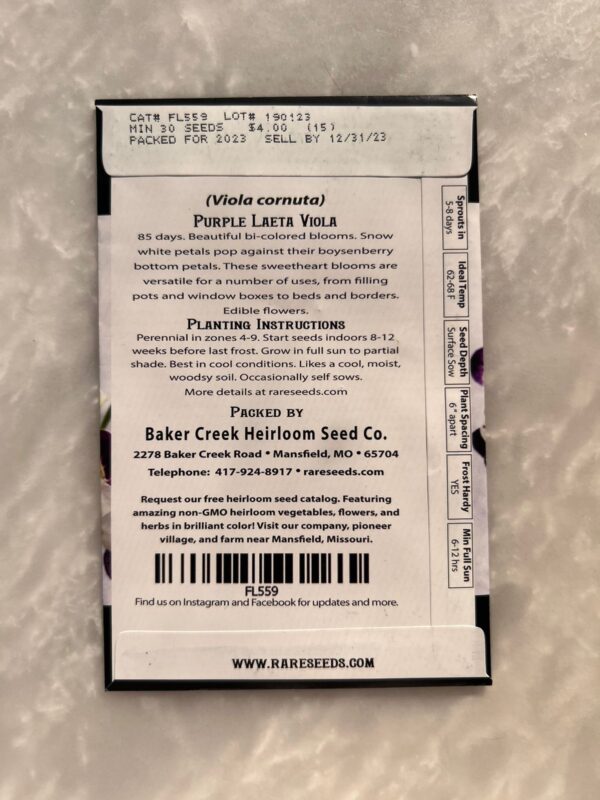 CAT# FL559 LOT# 190123
MIN 30 SEEDS $4.00 (15)
PACKED FOR 2023 SELL BY 12/31/23
(Viola cornuta)
PURPLE LAETA VIOLA
85 days. Beautiful bi-colored blooms. Snow
white petals pop against their boysenberry
bottom petals. These sweetheart blooms are
versatile for a number of uses, from filling
pots and window boxes to beds and borders.
Edible flowers.
PLANTING INSTRUCTIONS
Perennial in zones 4-9. Start seeds indoors 8-12
weeks before last frost. Grow in full sun to partial
shade. Best in cool conditions. Likes a cool, moist,
woodsy soil. Occasionally self sows.
More details at rareseeds.com
PACKED BY
Baker Creek Heirloom Seed Co.
2278 Baker Creek Road • Mansfield, MO • 65704
Telephone: 417-924-8917 • rareseeds.com
Request our free heirloom seed catalog. Featuring
amazing non-GMO heirloom vegetables, flowers, and
herbs in brilliant color! Visit our company, pioneer
village, and farm near Mansfield, Missouri.
FL559
Find us on Instagram and Facebook for updates and more.
WWW.RARESEEDS.COM
Sprouts in
5-8 days
Ideal Temp
62-68 F
Seed Depth
Surface Sow
Plant Spacing
6" apart
Frost Hardy
YES
Min Full Sun
6-12 hrs